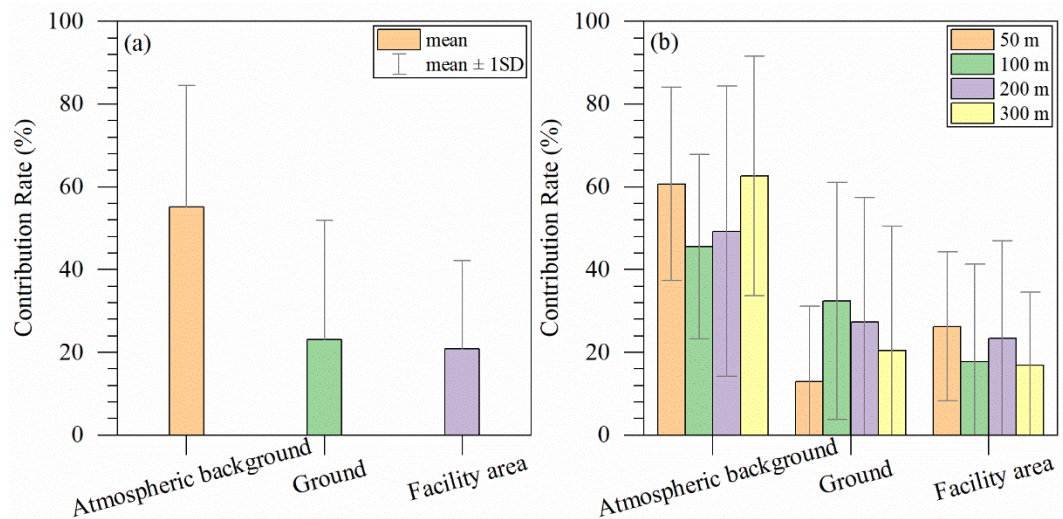 (a)
mean
mean ± 1SD
Contribution Rate (%)
100
80
60
40
20
0
Atmospheric background
Ground
Facility area
(b)
50 m
100 m
200 m
300 m
Contribution Rate (%)
100
80
60
40
20
0
Atmospheric background
Ground
Facility area